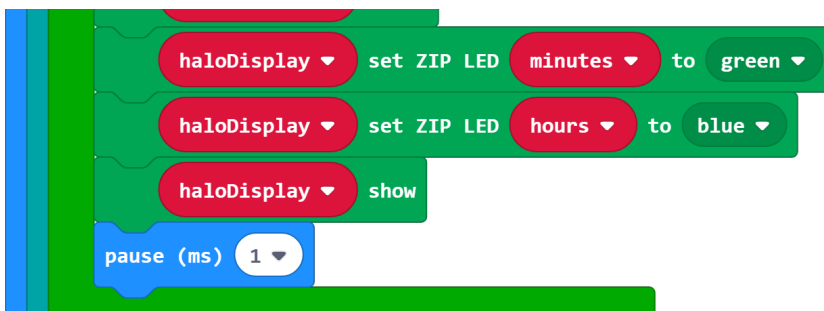 haloDisplay set ZIP LED minutes to green
haloDisplay set ZIP LED hours to blue
haloDisplay show
pause (ms) 1